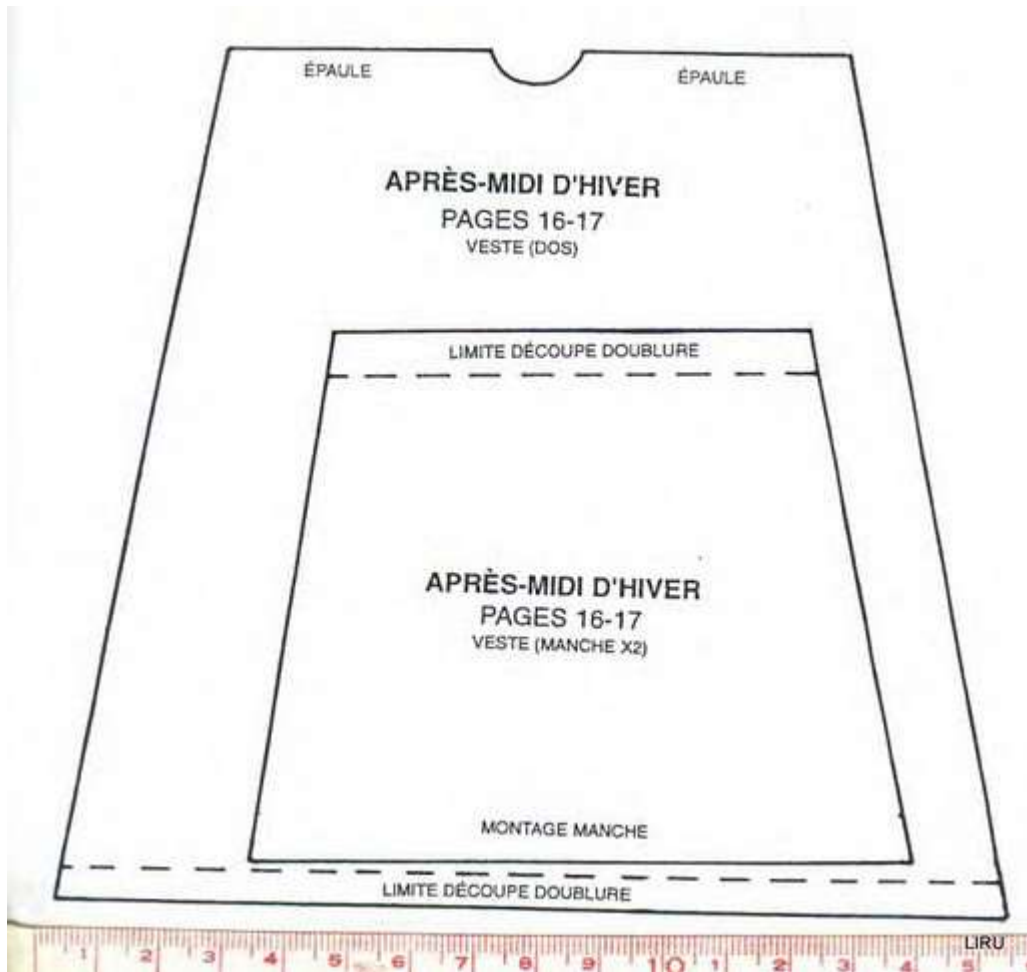 ÉPAULE ÉPAULE
APRÈS-MIDI D'HIVER
PAGES 16-17
VESTE (DOS)
LIMITE DÉCOUPE DOUBLURE
APRÈS-MIDI D'HIVER
PAGES 16-17
VESTE (MANCHE X2)
MONTAGE MANCHE
LIMITE DÉCOUPE DOUBLURE
LIRU
1 2 3 4 5 6 7 8 9 10 1 2 3 4 5